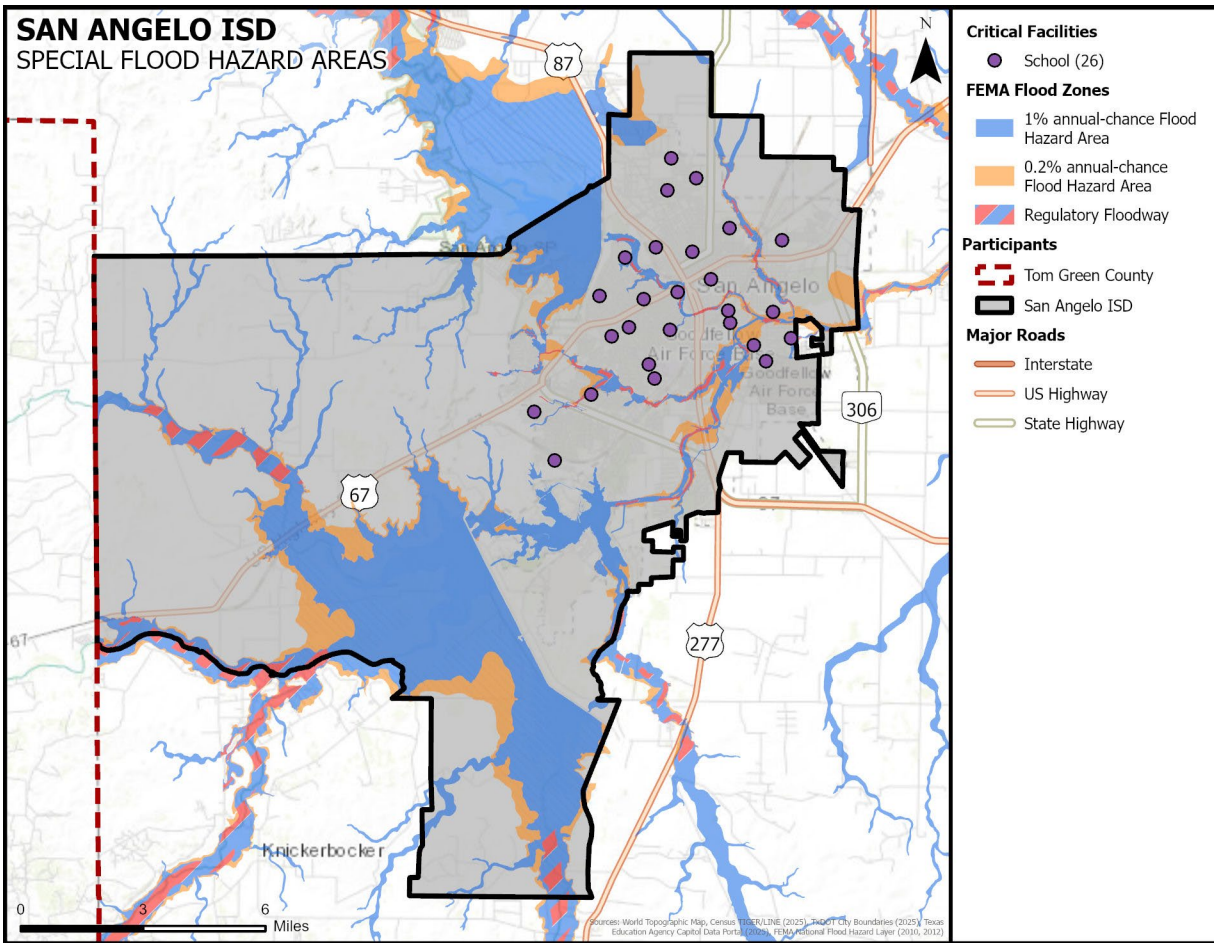 SAN ANGELO ISD
SPECIAL FLOOD HAZARD AREAS
N
87
San Angelo SP
San Angelo
Goodfellow
Air Force Base
Goodfellow
Air Force
Base
306
67
67
67
277
Knickerbocker
0 3 6
Miles
Sources: World Topographic Map, Census TIGER/LINE (2025), TxDOT City Boundaries (2025), Texas
Education Agency Capitol Data Portal (2025), FEMA National Flood Hazard Layer (2010, 2012)
Critical Facilities
School (26)
FEMA Flood Zones
1% annual-chance Flood
Hazard Area
0.2% annual-chance
Flood Hazard Area
Regulatory Floodway
Participants
Tom Green County
San Angelo ISD
Major Roads
Interstate
US Highway
State Highway